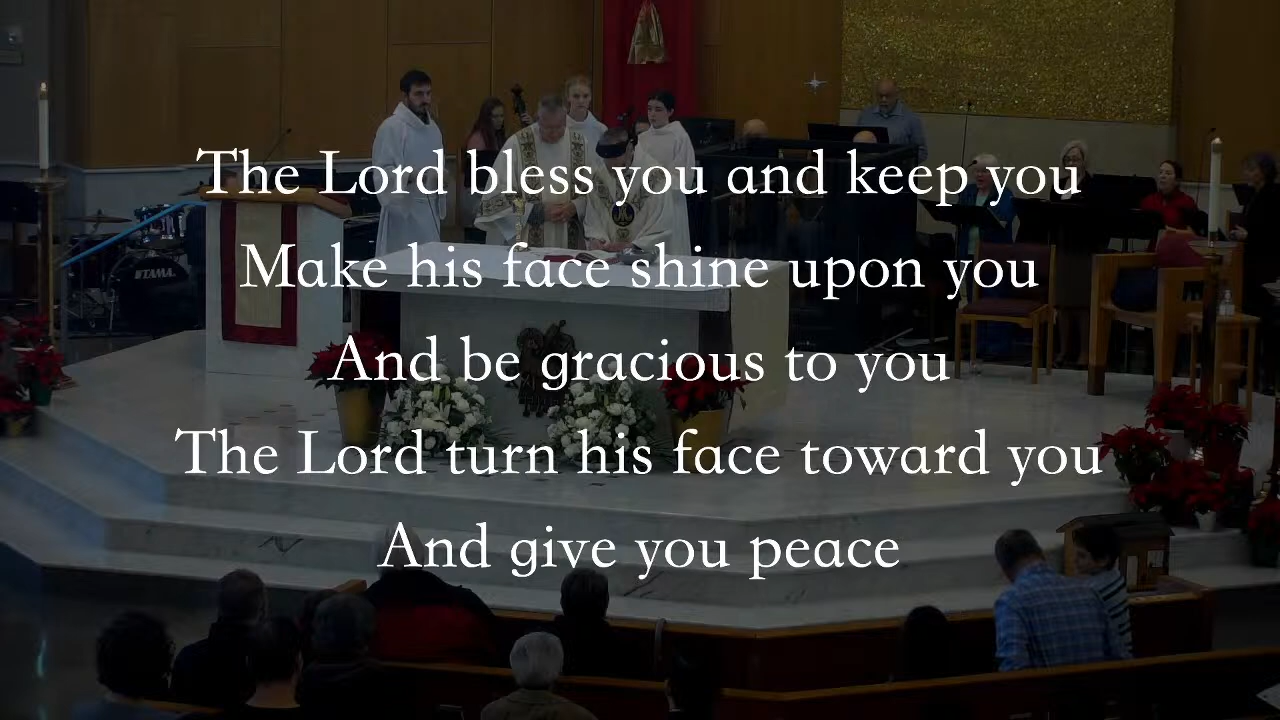 The Lord bless you and keep you
Make his face shine upon you
And be gracious to you
The Lord turn his face toward you
And give you peace
TAMA